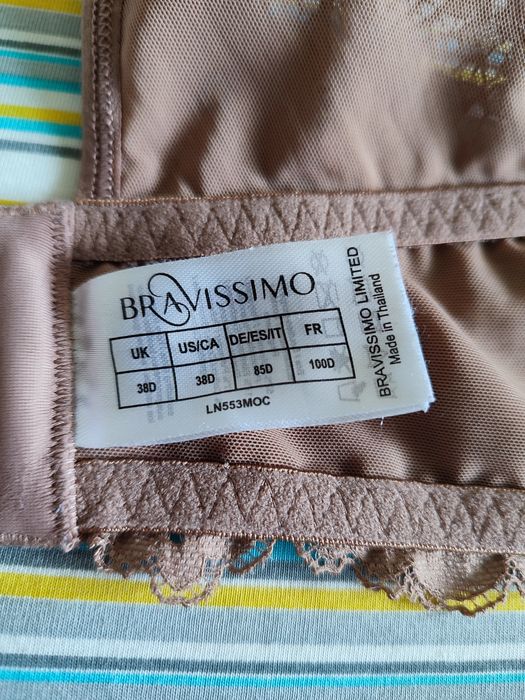 BRAVISSIMO
UK US/CA DE/ES/IT FR
38D 38D 85D 100D
LN553MOC
BRAVISSIMO LIMITED
Made in Thailand